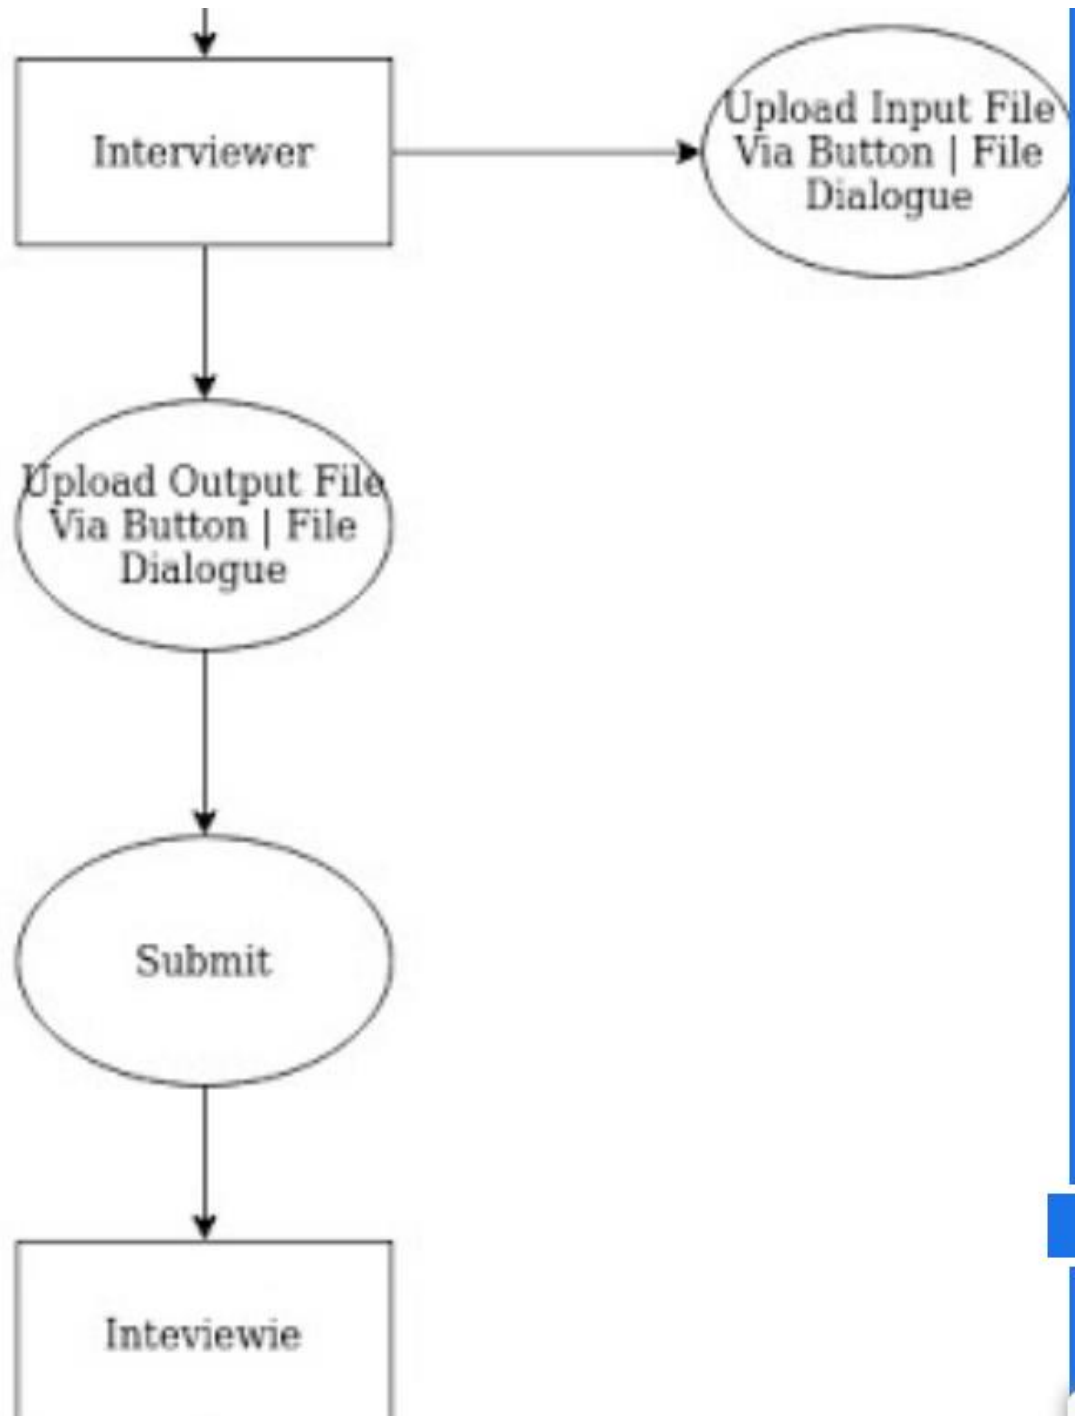 Interviewer
Upload Input File
Via Button | File
Dialogue
Upload Output File
Via Button | File
Dialogue
Submit
Inteviewie